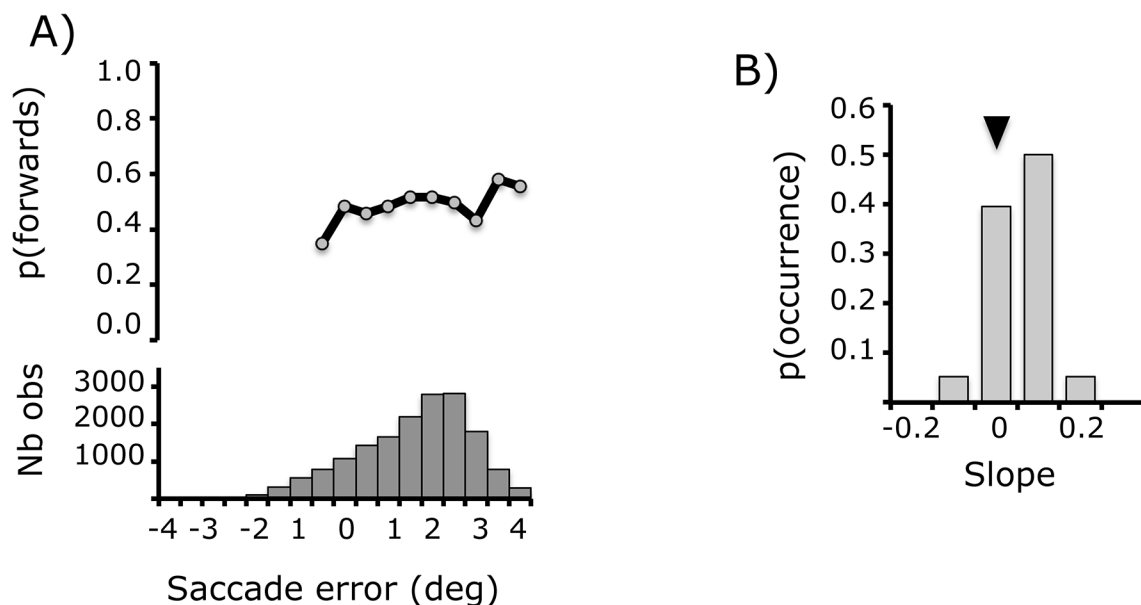 A)
1.0
0.8
0.6
0.4
0.2
0.0
p(forwards)
3000
2000
1000
Nb obs
-4 -3 -2 1 0 1 2 3 4
Saccade error (deg)
B)
0.6
0.5
0.4
0.3
0.2
0.1
p(occurrence)
-0.2 0 0.2
Slope